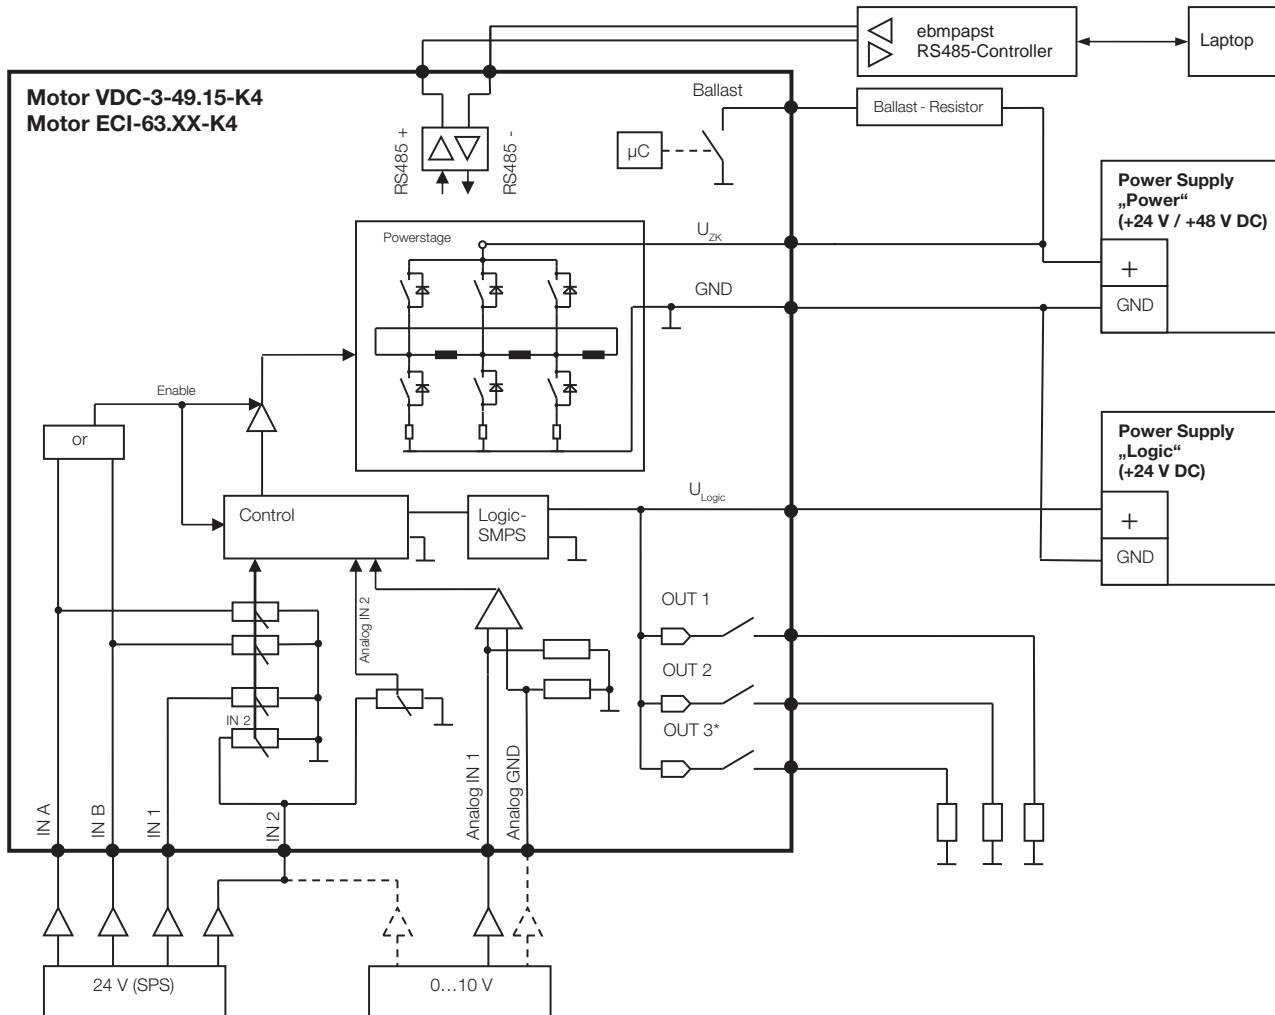 ebmpapst
RS485-Controller
Laptop
Motor VDC-3-49.15-K4
Motor ECI-63.XX-K4
Ballast
Ballast - Resistor
RS485 +
RS485 -
µC
Power Supply
„Power“
(+24 V / +48 V DC)
+
GND
Powerstage
U_ZK
GND
Enable
or
Power Supply
„Logic“
(+24 V DC)
+
GND
U_Logic
Control
Logic-
SMPS
OUT 1
Analog IN 2
OUT 2
IN 2
OUT 3*
IN A
IN B
IN 1
IN 2
Analog IN 1
Analog GND
24 V (SPS)
0…10 V